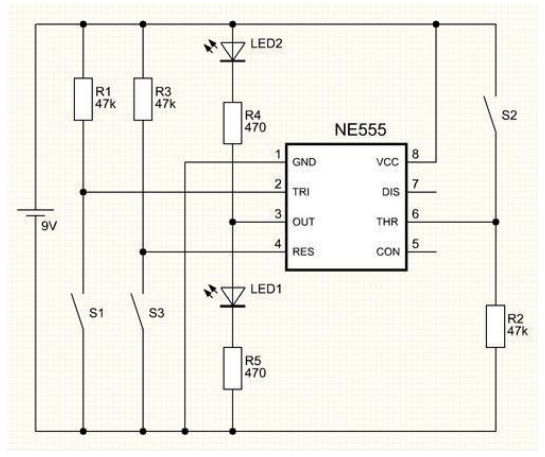 LED2
R1
47k
R3
47k
R4
470
S2
NE555
1 GND VCC 8
2 TRI DIS 7
3 OUT THR 6
4 RES CON 5
9V
LED1
S1
S3
R2
47k
R5
470